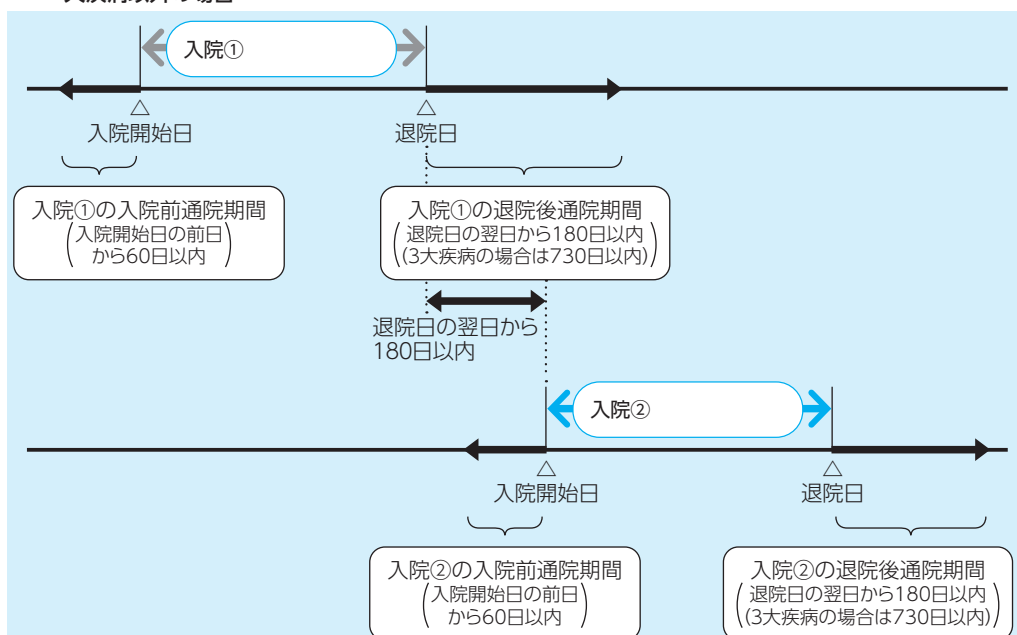 入院①
△
入院開始日
△
退院日
入院①の入院前通院期間
(入院開始日の前日
から60日以内)
入院①の退院後通院期間
(退院日の翌日から180日以内
(3大疾病の場合は730日以内))
退院日の翌日から
180日以内
入院②
△
入院開始日
△
退院日
入院②の入院前通院期間
(入院開始日の前日
から60日以内)
入院②の退院後通院期間
(退院日の翌日から180日以内
(3大疾病の場合は730日以内))